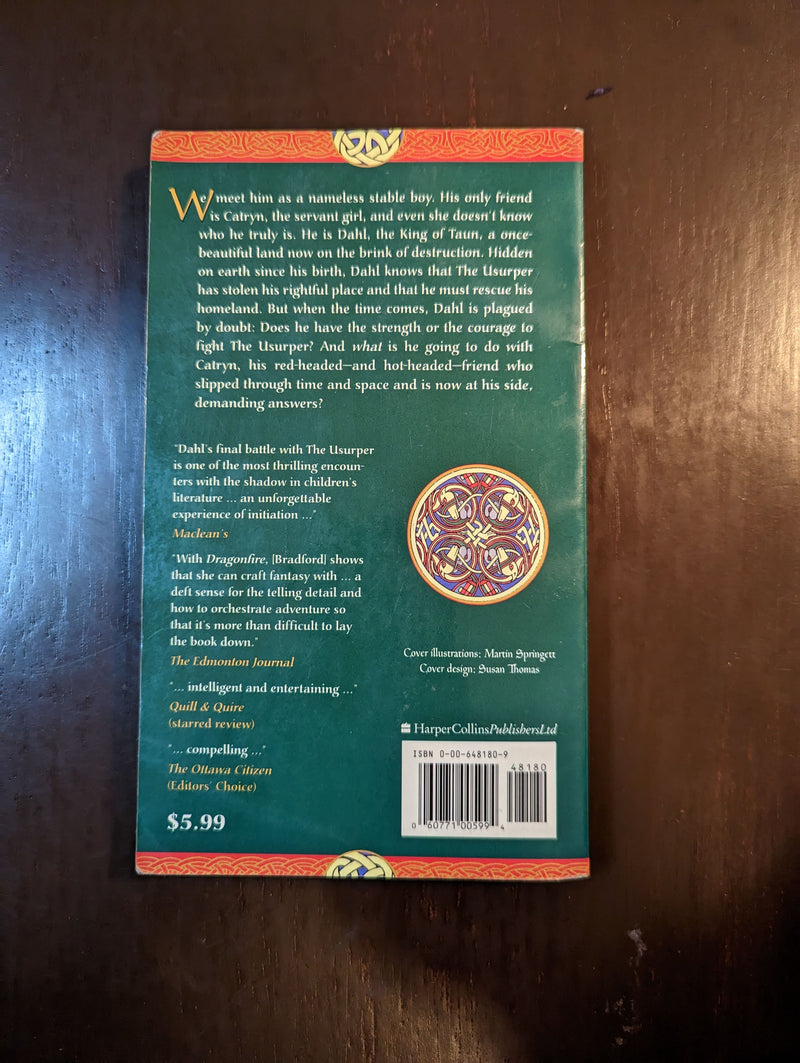 We meet him as a nameless stable boy. His only friend
is Catryn, the servant girl, and even she doesn't know
who he truly is. He is Dahl, the King of Taun, a once-
beautiful land now on the brink of destruction. Hidden
on earth since his birth, Dahl knows that The Usurper
has stolen his rightful place and that he must rescue his
homeland. But when the time comes, Dahl is plagued
by doubt: Does he have the strength or the courage to
fight The Usurper? And what is he going to do with
Catryn, his red-headed—and hot-headed—friend who
slipped through time and space and is now at his side,
demanding answers?
"Dahl's final battle with The Usurper
is one of the most thrilling encoun-
ters with the shadow in children's
literature ... an unforgettable
experience of initiation ..."
Maclean's
"With Dragonfire, [Bradford] shows
that she can craft fantasy with ... a
deft sense for the telling detail and
how to orchestrate adventure so
that it's more than difficult to lay
the book down."
The Edmonton Journal
"... intelligent and entertaining ..."
Quill & Quire
(starred review)
"... compelling ..."
The Ottawa Citizen
(Editors' Choice)
$5.99
Cover illustrations: Martin Springett
Cover design: Susan Thomas
HarperCollinsPublishersLtd
ISBN 0-00-648180-9
48180
0 60771 00599 4